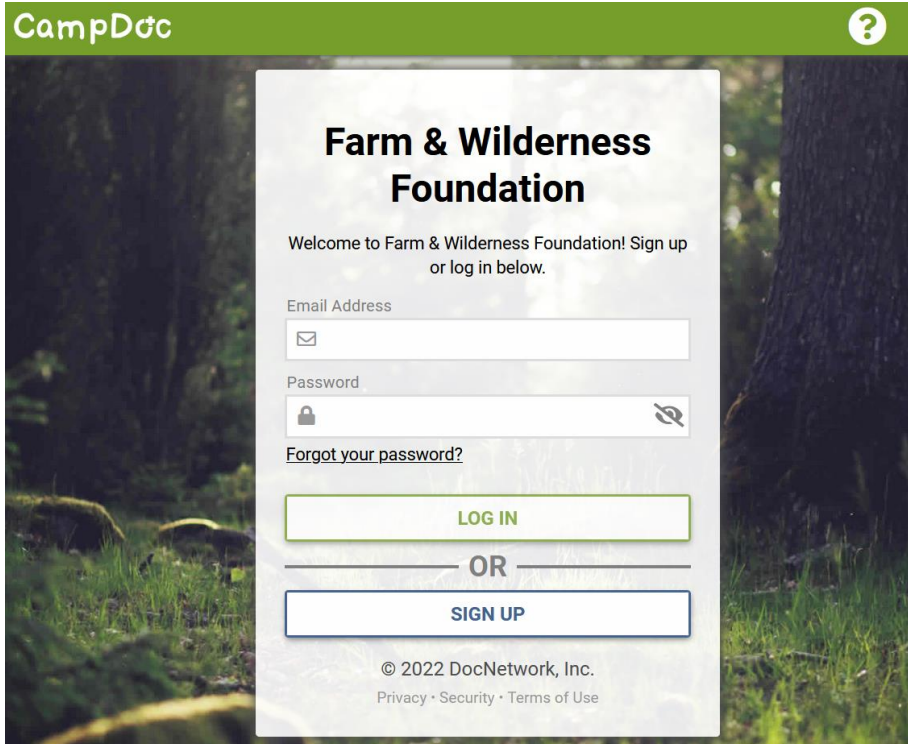 CampDoc
Farm & Wilderness
Foundation
Welcome to Farm & Wilderness Foundation! Sign up
or log in below.
Email Address
Password
Forgot your password?
LOG IN
OR
SIGN UP
© 2022 DocNetwork, Inc.
Privacy • Security • Terms of Use